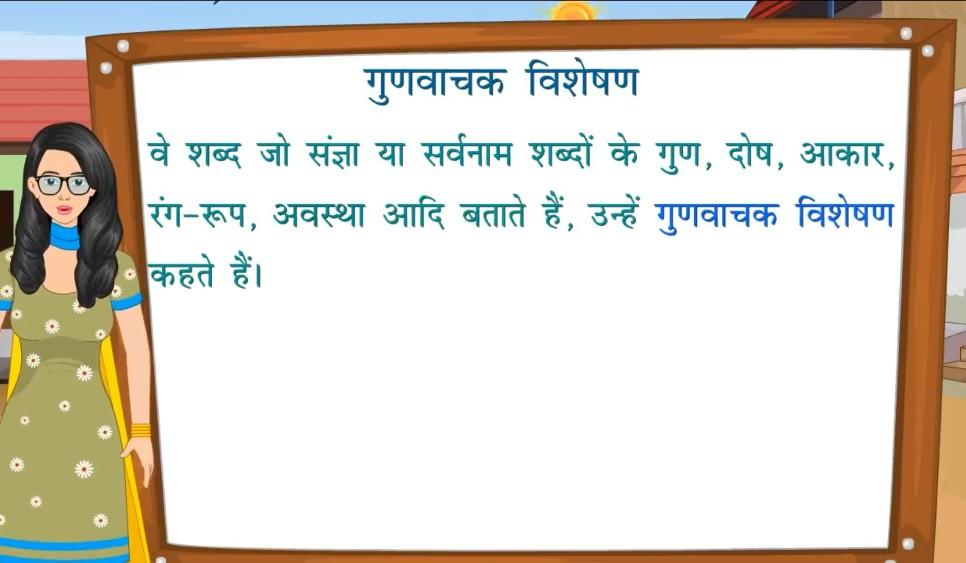 गुणवाचक विशेषण
वे शब्द जो संज्ञा या सर्वनाम शब्दों के गुण, दोष, आकार,
रंग-रूप, अवस्था आदि बताते हैं, उन्हें गुणवाचक विशेषण
कहते हैं।